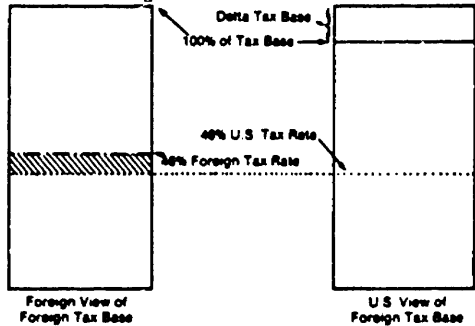 Delta Tax Base
100% of Tax Base
U.S. Tax Rate
Foreign Tax Rate
Foreign View of
Foreign Tax Base
U.S. View of
Foreign Tax Base